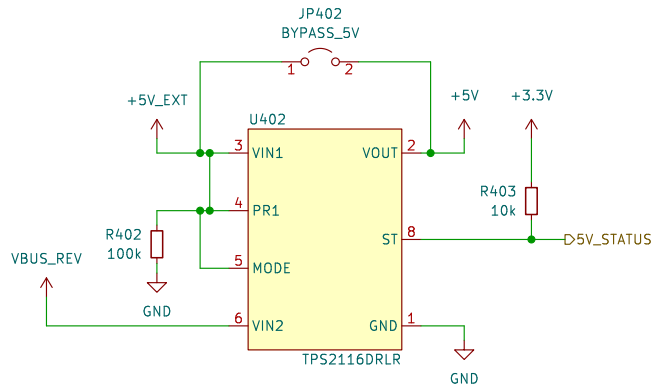 JP402
BYPASS_5V
1 2
+5V_EXT
U402
+5V
+3.3V
3 VIN1
VOUT 2
R403
10k
4 PR1
R402
100k
ST 8
5V_STATUS
VBUS_REV
5 MODE
GND
6 VIN2
GND 1
TPS2116DRLR
GND